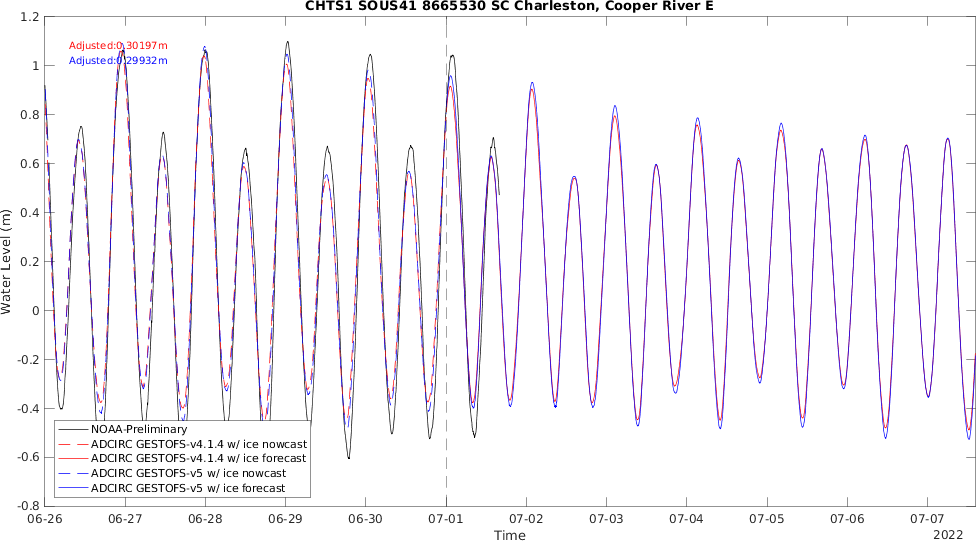 CHTS1 SOUS41 8665530 SC Charleston, Cooper River E
1.2
1
0.8
0.6
0.4
0.2
0
-0.2
-0.4
-0.6
-0.8
Water Level (m)
Adjusted:0.30197m
Adjusted:0.29932m
NOAA-Preliminary
ADCIRC GESTOFS-v4.1.4 w/ ice nowcast
ADCIRC GESTOFS-v4.1.4 w/ ice forecast
ADCIRC GESTOFS-v5 w/ ice nowcast
ADCIRC GESTOFS-v5 w/ ice forecast
06-26 06-27 06-28 06-29 06-30 07-01 07-02 07-03 07-04 07-05 07-06 07-07
Time
2022